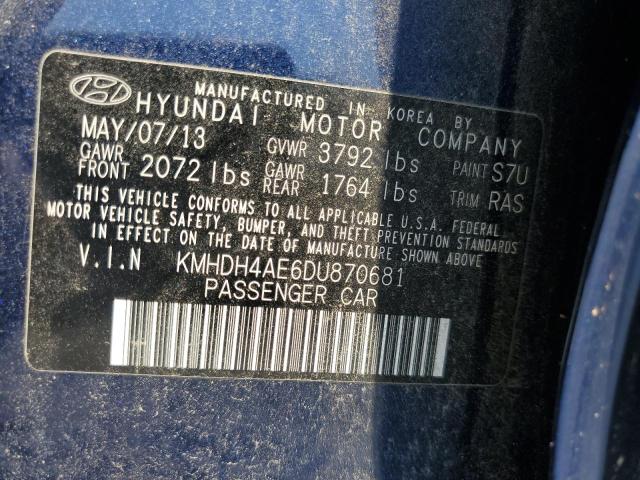 MANUFACTURED IN KOREA BY
HYUNDAI MOTOR COMPANY
MAY/07/13 GVWR 3792 lbs PAINT S7U
GAWR FRONT 2072 lbs GAWR REAR 1764 lbs TRIM RAS
THIS VEHICLE CONFORMS TO ALL APPLICABLE U.S.A. FEDERAL
MOTOR VEHICLE SAFETY, BUMPER, AND THEFT PREVENTION STANDARDS
IN EFFECT ON THE DATE OF MANUFACTURE SHOWN ABOVE.
V.I.N KMHDH4AE6DU870681
PASSENGER CAR